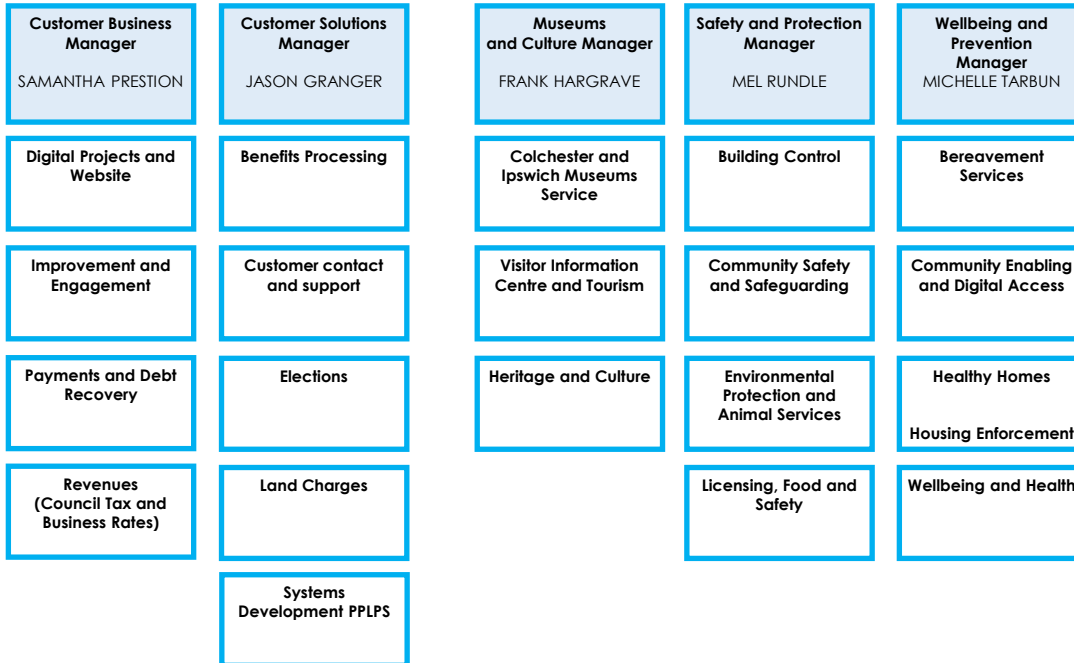 Customer Business
Manager
SAMANTHA PRESTION
Digital Projects and
Website
Improvement and
Engagement
Payments and Debt
Recovery
Revenues
(Council Tax and
Business Rates)
Customer Solutions
Manager
JASON GRANGER
Benefits Processing
Customer contact
and support
Elections
Land Charges
Systems
Development PPLPS
Museums
and Culture Manager
FRANK HARGRAVE
Colchester and
Ipswich Museums
Service
Visitor Information
Centre and Tourism
Heritage and Culture
Safety and Protection
Manager
MEL RUNDLE
Building Control
Community Safety
and Safeguarding
Environmental
Protection and
Animal Services
Licensing, Food and
Safety
Wellbeing and
Prevention
Manager
MICHELLE TARBUN
Bereavement
Services
Community Enabling
and Digital Access
Healthy Homes
Housing Enforcement
Wellbeing and Health